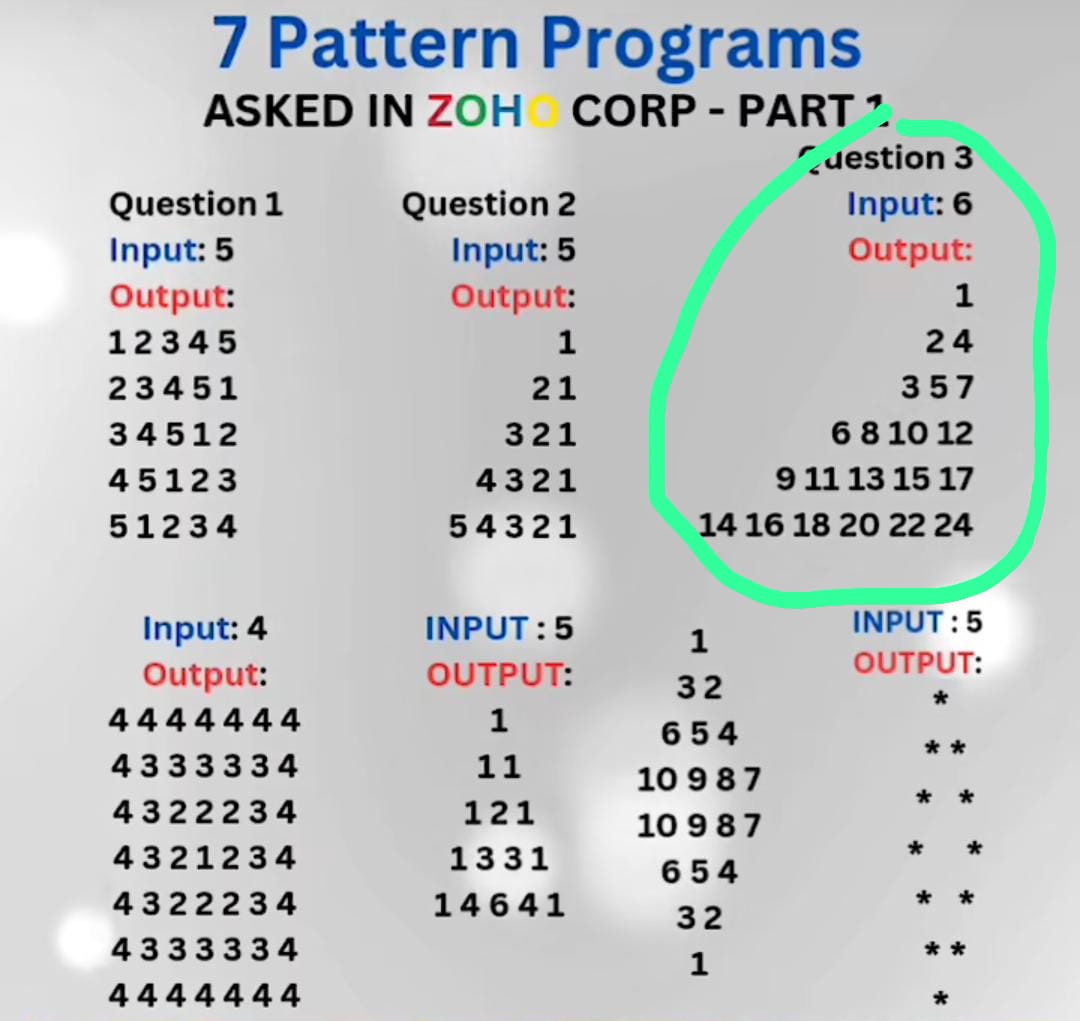 7 Pattern Programs
ASKED IN ZOHO CORP - PART 1
Question 1
Input: 5
Output:
1 2 3 4 5
2 3 4 5 1
3 4 5 1 2
4 5 1 2 3
5 1 2 3 4
Question 2
Input: 5
Output:
1
2 1
3 2 1
4 3 2 1
5 4 3 2 1
Question 3
Input: 6
Output:
1
2 4
3 5 7
6 8 10 12
9 11 13 15 17
14 16 18 20 22 24
Input: 4
Output:
4 4 4 4 4 4 4
4 3 3 3 3 3 4
4 3 2 2 2 3 4
4 3 2 1 2 3 4
4 3 2 2 2 3 4
4 3 3 3 3 3 4
4 4 4 4 4 4 4
INPUT : 5
OUTPUT:
1
1 1
1 2 1
1 3 3 1
1 4 6 4 1
1
3 2
6 5 4
10 9 8 7
10 9 8 7
6 5 4
3 2
1
INPUT : 5
OUTPUT:
*
* *
*  *
*   *
*  *
* *
*